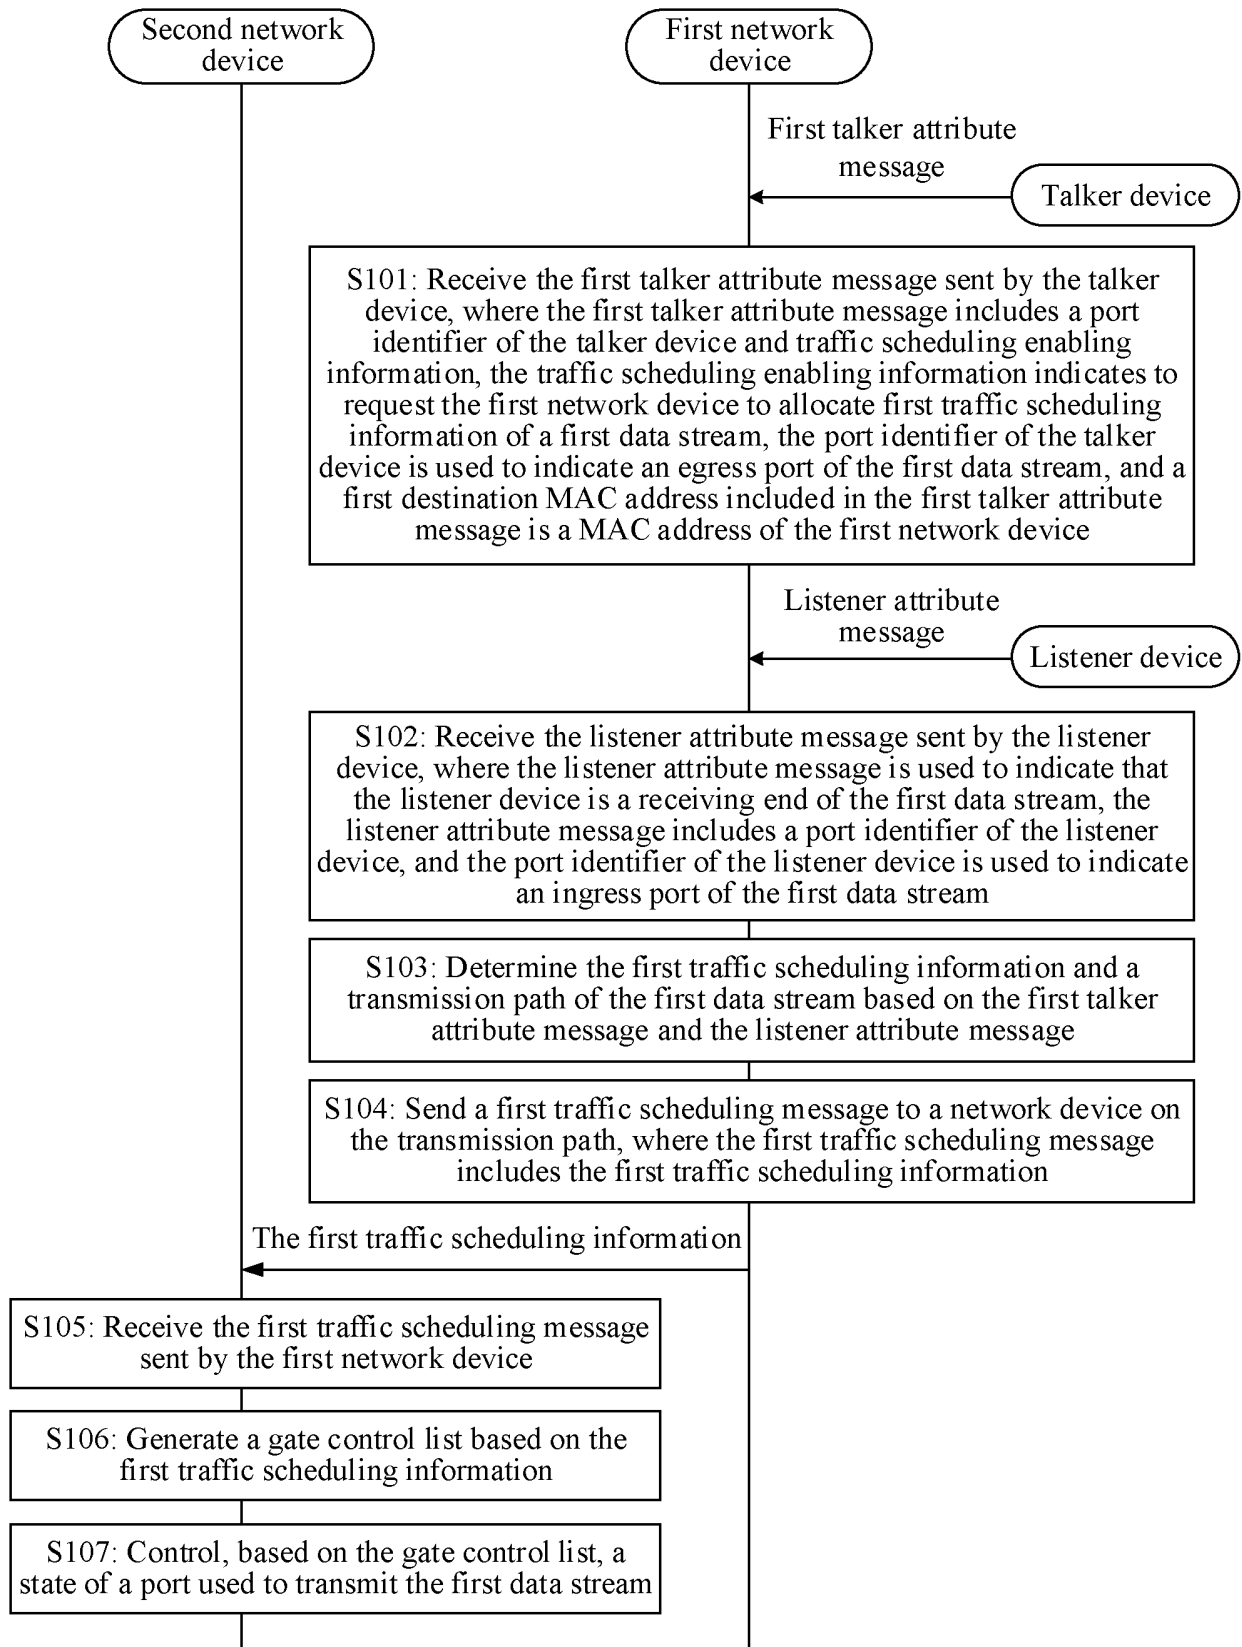 Second network
device
First network
device
First talker attribute
message
Talker device
S101: Receive the first talker attribute message sent by the talker
device, where the first talker attribute message includes a port
identifier of the talker device and traffic scheduling enabling
information, the traffic scheduling enabling information indicates to
request the first network device to allocate first traffic scheduling
information of a first data stream, the port identifier of the talker
device is used to indicate an egress port of the first data stream, and a
first destination MAC address included in the first talker attribute
message is a MAC address of the first network device
Listener attribute
message
Listener device
S102: Receive the listener attribute message sent by the listener
device, where the listener attribute message is used to indicate that
the listener device is a receiving end of the first data stream, the
listener attribute message includes a port identifier of the listener
device, and the port identifier of the listener device is used to indicate
an ingress port of the first data stream
S103: Determine the first traffic scheduling information and a
transmission path of the first data stream based on the first talker
attribute message and the listener attribute message
S104: Send a first traffic scheduling message to a network device on
the transmission path, where the first traffic scheduling message
includes the first traffic scheduling information
The first traffic scheduling information
S105: Receive the first traffic scheduling message
sent by the first network device
S106: Generate a gate control list based on the
first traffic scheduling information
S107: Control, based on the gate control list, a
state of a port used to transmit the first data stream